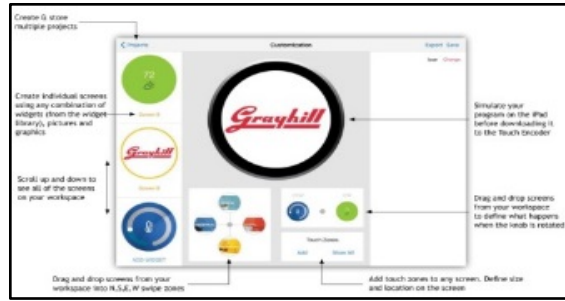 Create & store
multiple projects
Projects
Customization
Export Save
Change
72
Create individual screens
using any combination of
widgets (from the widget
library), pictures and
graphics
Grayhill
Simulate your
program on the iPad
before downloading it
to the Touch Encoder
Scroll up and down to
see all of the screens
on your workspace
Grayhill
Drag and drop screens
from your workspace
to define what happens
when the knob is rotated
Touch Zones
Add
Show All
ADD WIDGET
Drag and drop screens from your
workspace into N,S,E,W swipe zones
Add touch zones to any screen. Define size
and location on the screen